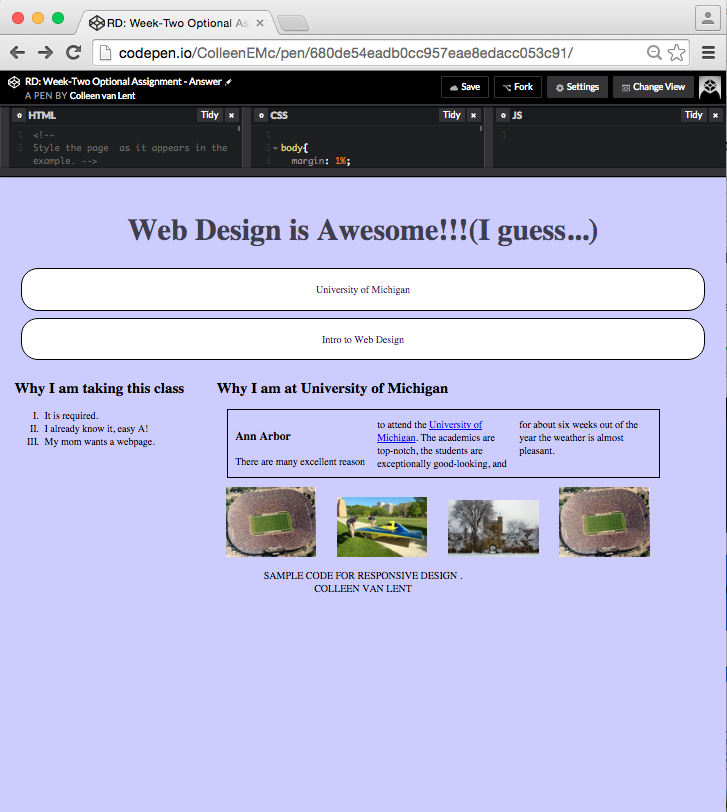 RD: Week-Two Optional As
codepen.io/ColleenEMc/pen/680de54eadb0cc957eae8edacc053c91/
RD: Week-Two Optional Assignment - Answer
A PEN BY Colleen van Lent
Save
Fork
Settings
Change View
HTML
Tidy
CSS
Tidy
JS
Tidy
1 <!--
2 Style the page as it appears in the
example. -->
1
2 body{
3 margin: 1%;
1
Web Design is Awesome!!!(I guess...)
University of Michigan
Intro to Web Design
Why I am taking this class
I. It is required.
II. I already know it, easy A!
III. My mom wants a webpage.
Why I am at University of Michigan
Ann Arbor
There are many excellent reason
to attend the University of
Michigan. The academics are
top-notch, the students are
exceptionally good-looking, and
for about six weeks out of the
year the weather is almost
pleasant.
SAMPLE CODE FOR RESPONSIVE DESIGN .
COLLEEN VAN LENT